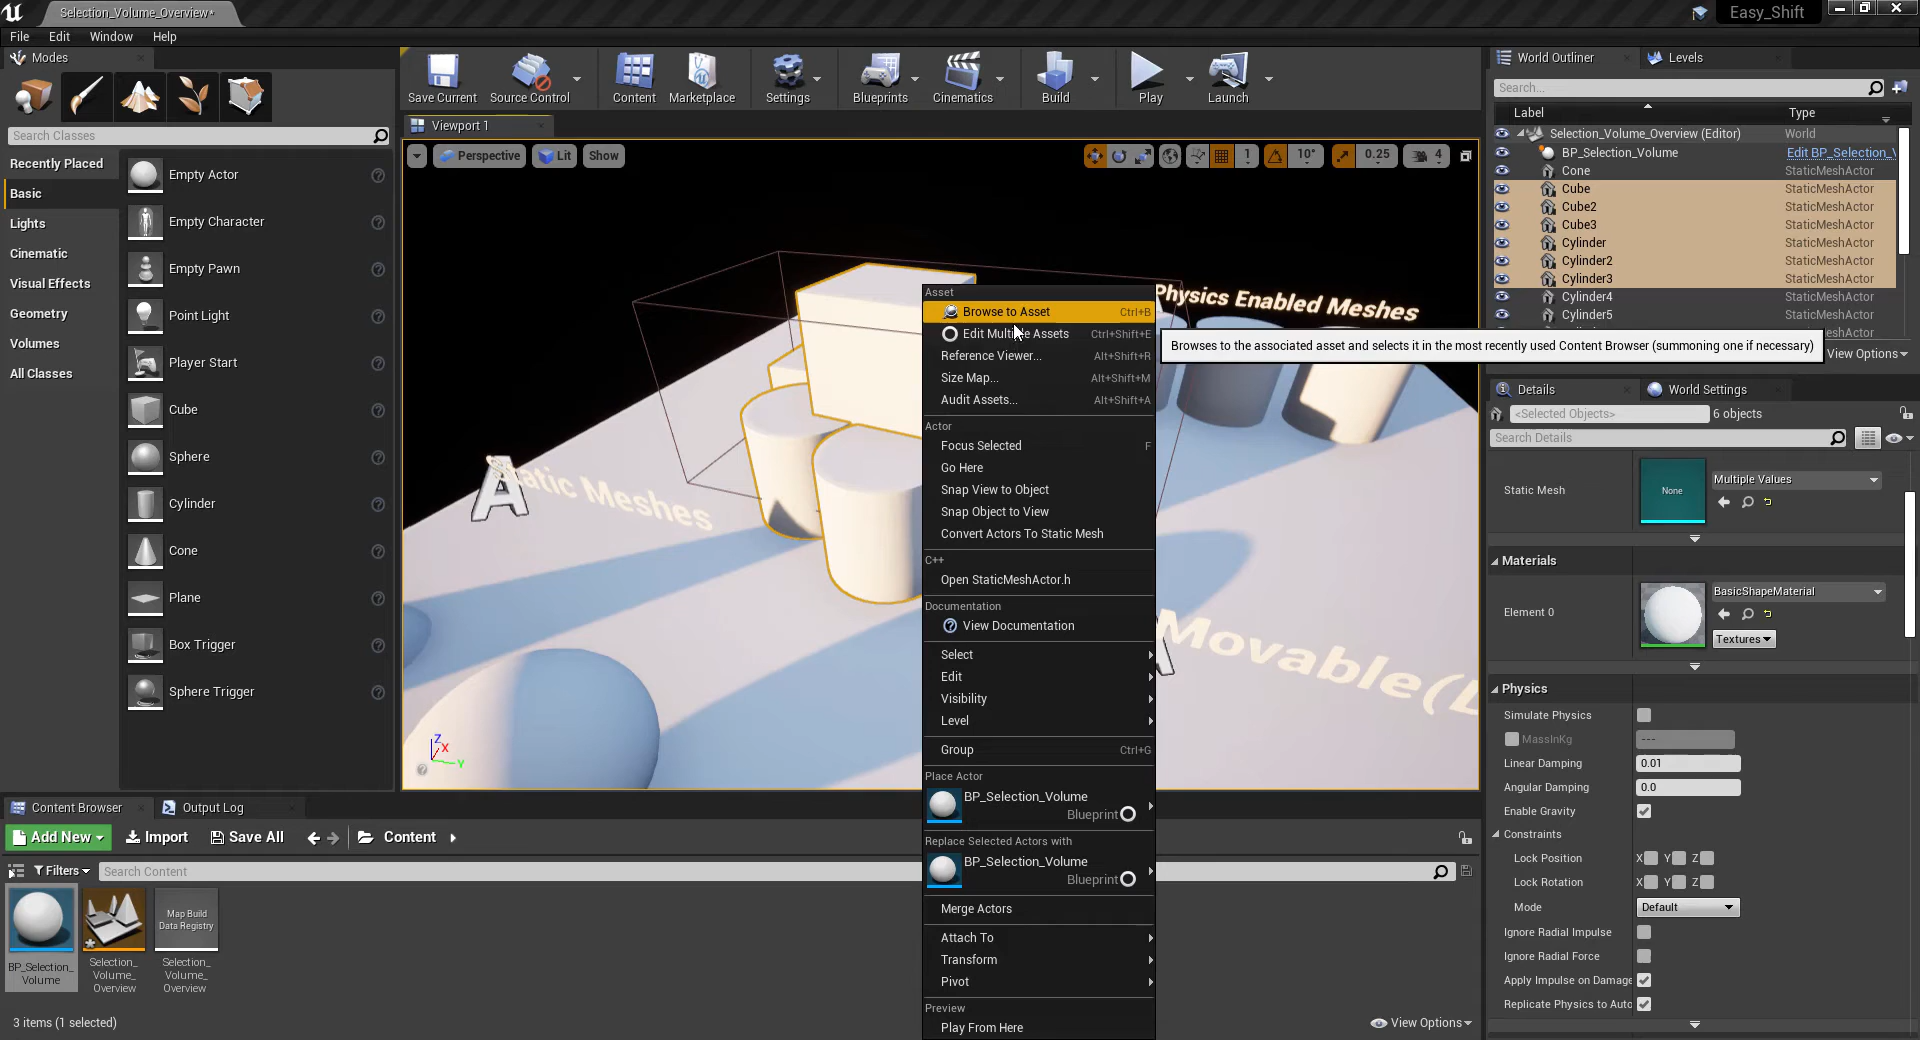 Selection_Volume_Overview*
Easy_Shift
File Edit Window Help
Modes
Search Classes
Recently Placed
Basic
Lights
Cinematic
Visual Effects
Geometry
Volumes
All Classes
Empty Actor
Empty Character
Empty Pawn
Point Light
Player Start
Cube
Sphere
Cylinder
Cone
Plane
Box Trigger
Sphere Trigger
Save Current Source Control Content Marketplace Settings Blueprints Cinematics Build Play Launch
Viewport 1
Perspective Lit Show
1 10° 0.25 4
Physics Enabled Meshes
Static Meshes
A
Movable(
Z
X
Y
Asset
Browse to Asset Ctrl+B
Edit Multiple Assets Ctrl+Shift+E
Reference Viewer... Alt+Shift+R
Size Map... Alt+Shift+M
Audit Assets... Alt+Shift+A
Actor
Focus Selected F
Go Here
Snap View to Object
Snap Object to View
Convert Actors To Static Mesh
C++
Open StaticMeshActor.h
Documentation
View Documentation
Select
Edit
Visibility
Level
Group Ctrl+G
Place Actor
BP_Selection_Volume
Blueprint
Replace Selected Actors with
BP_Selection_Volume
Blueprint
Merge Actors
Attach To
Transform
Pivot
Preview
Play From Here
Browses to the associated asset and selects it in the most recently used Content Browser (summoning one if necessary)
World Outliner Levels
Search...
Label Type
Selection_Volume_Overview (Editor) World
BP_Selection_Volume Edit BP_Selection_V
Cone StaticMeshActor
Cube StaticMeshActor
Cube2 StaticMeshActor
Cube3 StaticMeshActor
Cylinder StaticMeshActor
Cylinder2 StaticMeshActor
Cylinder3 StaticMeshActor
Cylinder4 StaticMeshActor
Cylinder5 StaticMeshActor
View Options
Details World Settings
<Selected Objects> 6 objects
Search Details
Static Mesh None Multiple Values
Materials
Element 0 BasicShapeMaterial
Textures
Physics
Simulate Physics
MassInKg ---
Linear Damping 0.01
Angular Damping 0.0
Enable Gravity
Constraints
Lock Position X Y Z
Lock Rotation X Y Z
Mode Default
Ignore Radial Impulse
Ignore Radial Force
Apply Impulse on Damage
Replicate Physics to Auto
Content Browser Output Log
Add New Import Save All Content
Filters Search Content
BP_Selection_
Volume
Selection_
Volume_
Overview
Map Build
Data Registry
Selection_
Volume_
Overview
3 items (1 selected)
View Options